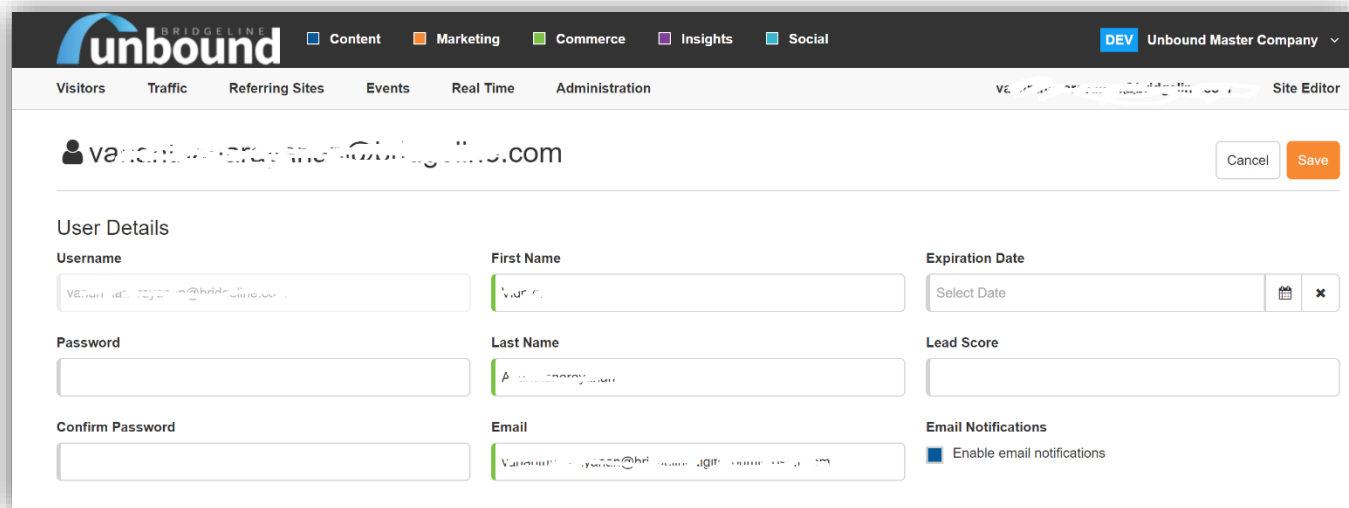 BRIDGELINE
unbound
Content Marketing Commerce Insights Social
DEV Unbound Master Company
Visitors Traffic Referring Sites Events Real Time Administration
Site Editor
.com
Cancel Save
User Details
Username First Name Expiration Date
Select Date
Password Last Name Lead Score
Confirm Password Email Email Notifications
Enable email notifications